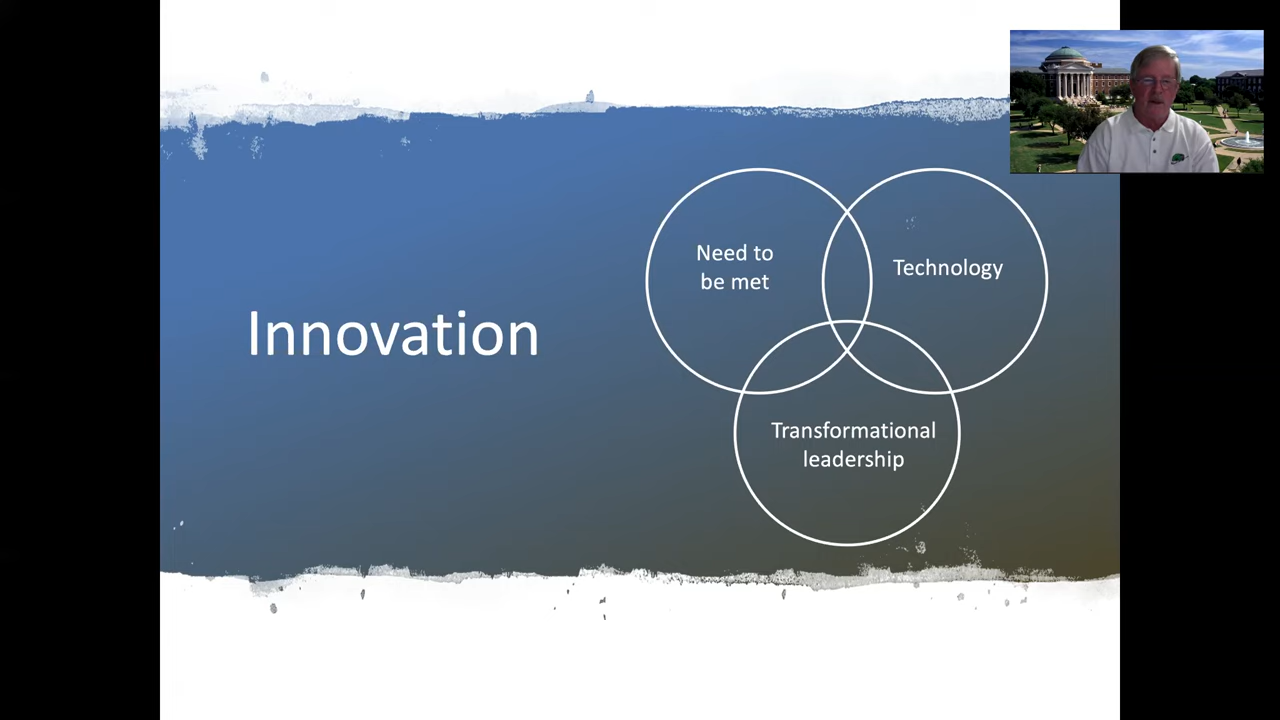 Innovation
Need to
be met
Technology
Transformational
leadership